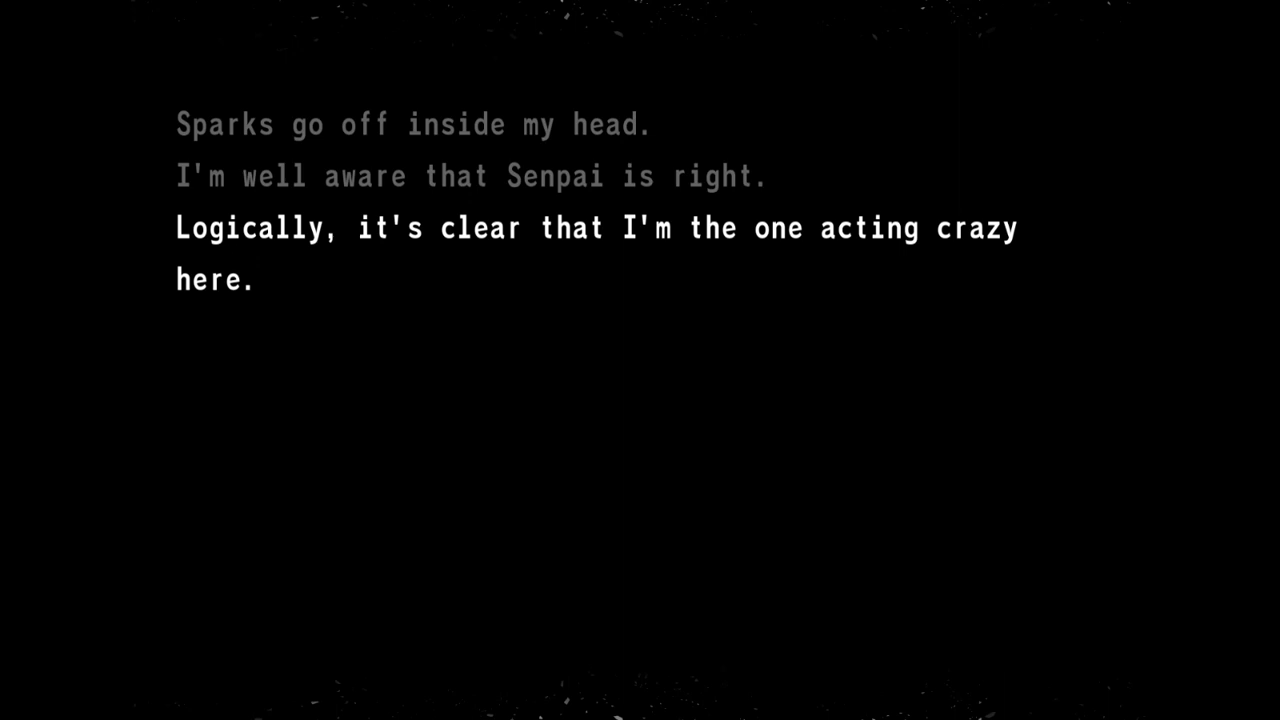 Sparks go off inside my head.
I'm well aware that Senpai is right.
Logically, it's clear that I'm the one acting crazy
here.